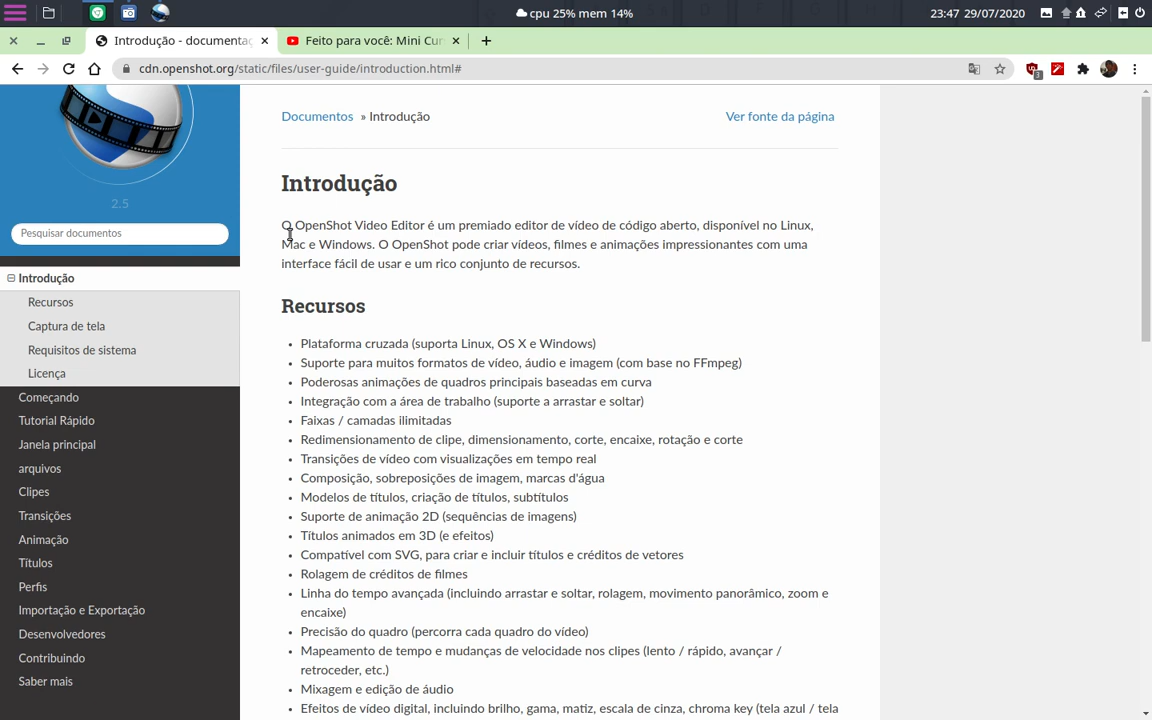 cpu 25% mem 14%
23:47 29/07/2020
Introdução - documentaç
Feito para você: Mini Cur
cdn.openshot.org/static/files/user-guide/introduction.html#
3
2.5
Pesquisar documentos
Introdução
Recursos
Captura de tela
Requisitos de sistema
Licença
Começando
Tutorial Rápido
Janela principal
arquivos
Clipes
Transições
Animação
Títulos
Perfis
Importação e Exportação
Desenvolvedores
Contribuindo
Saber mais
Documentos » Introdução
Ver fonte da página
Introdução
O OpenShot Video Editor é um premiado editor de vídeo de código aberto, disponível no Linux,
Mac e Windows. O OpenShot pode criar vídeos, filmes e animações impressionantes com uma
interface fácil de usar e um rico conjunto de recursos.
Recursos
• Plataforma cruzada (suporta Linux, OS X e Windows)
• Suporte para muitos formatos de vídeo, áudio e imagem (com base no FFmpeg)
• Poderosas animações de quadros principais baseadas em curva
• Integração com a área de trabalho (suporte a arrastar e soltar)
• Faixas / camadas ilimitadas
• Redimensionamento de clipe, dimensionamento, corte, encaixe, rotação e corte
• Transições de vídeo com visualizações em tempo real
• Composição, sobreposições de imagem, marcas d'água
• Modelos de títulos, criação de títulos, subtítulos
• Suporte de animação 2D (sequências de imagens)
• Títulos animados em 3D (e efeitos)
• Compatível com SVG, para criar e incluir títulos e créditos de vetores
• Rolagem de créditos de filmes
• Linha do tempo avançada (incluindo arrastar e soltar, rolagem, movimento panorâmico, zoom e
encaixe)
• Precisão do quadro (percorra cada quadro do vídeo)
• Mapeamento de tempo e mudanças de velocidade nos clipes (lento / rápido, avançar /
retroceder, etc.)
• Mixagem e edição de áudio
• Efeitos de vídeo digital, incluindo brilho, gama, matiz, escala de cinza, chroma key (tela azul / tela